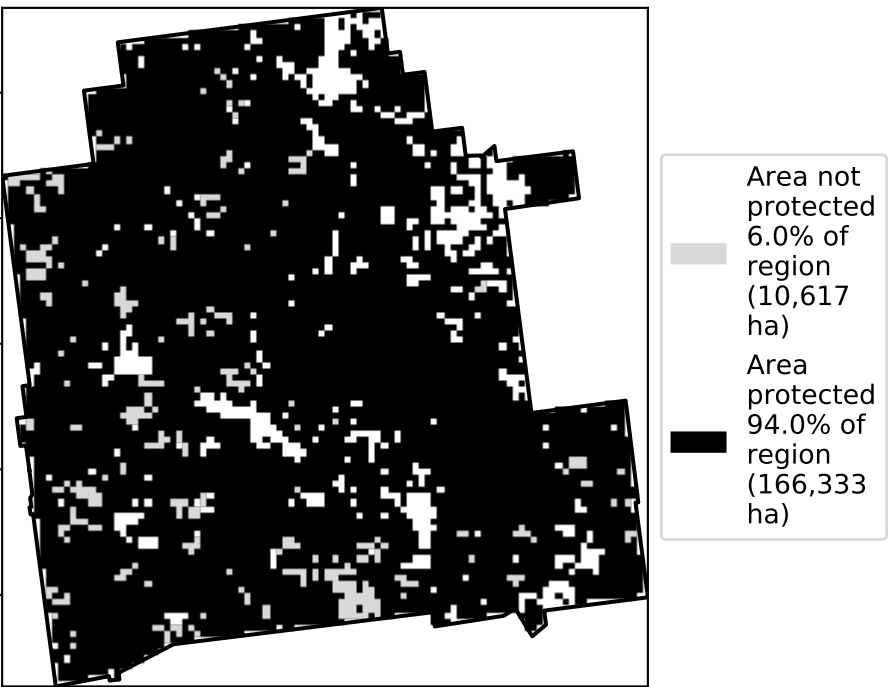 Area not
protected
6.0% of
region
(10,617
ha)
Area
protected
94.0% of
region
(166,333
ha)